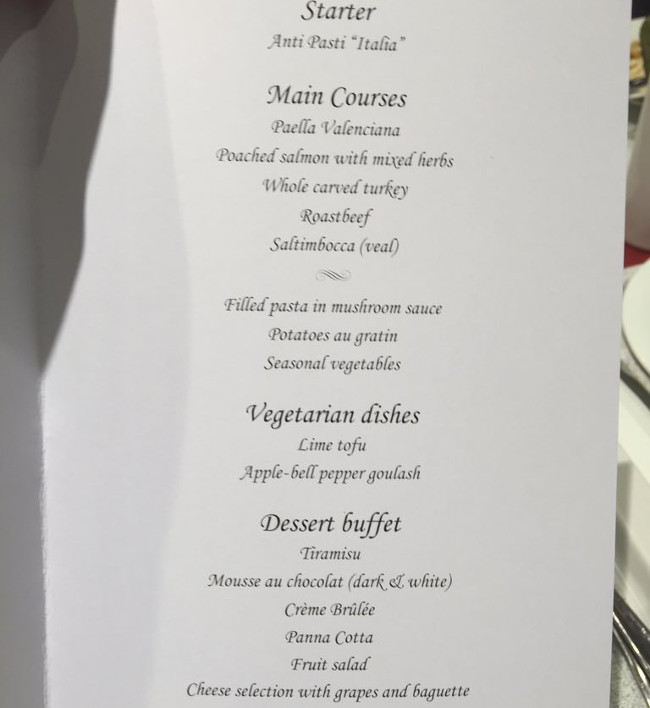 Starter
Anti Pasti “Italia”
Main Courses
Paella Valenciana
Poached salmon with mixed herbs
Whole carved turkey
Roastbeef
Saltimbocca (veal)
Filled pasta in mushroom sauce
Potatoes au gratin
Seasonal vegetables
Vegetarian dishes
Lime tofu
Apple-bell pepper goulash
Dessert buffet
Tiramisu
Mousse au chocolat (dark & white)
Crème Brûlée
Panna Cotta
Fruit salad
Cheese selection with grapes and baguette